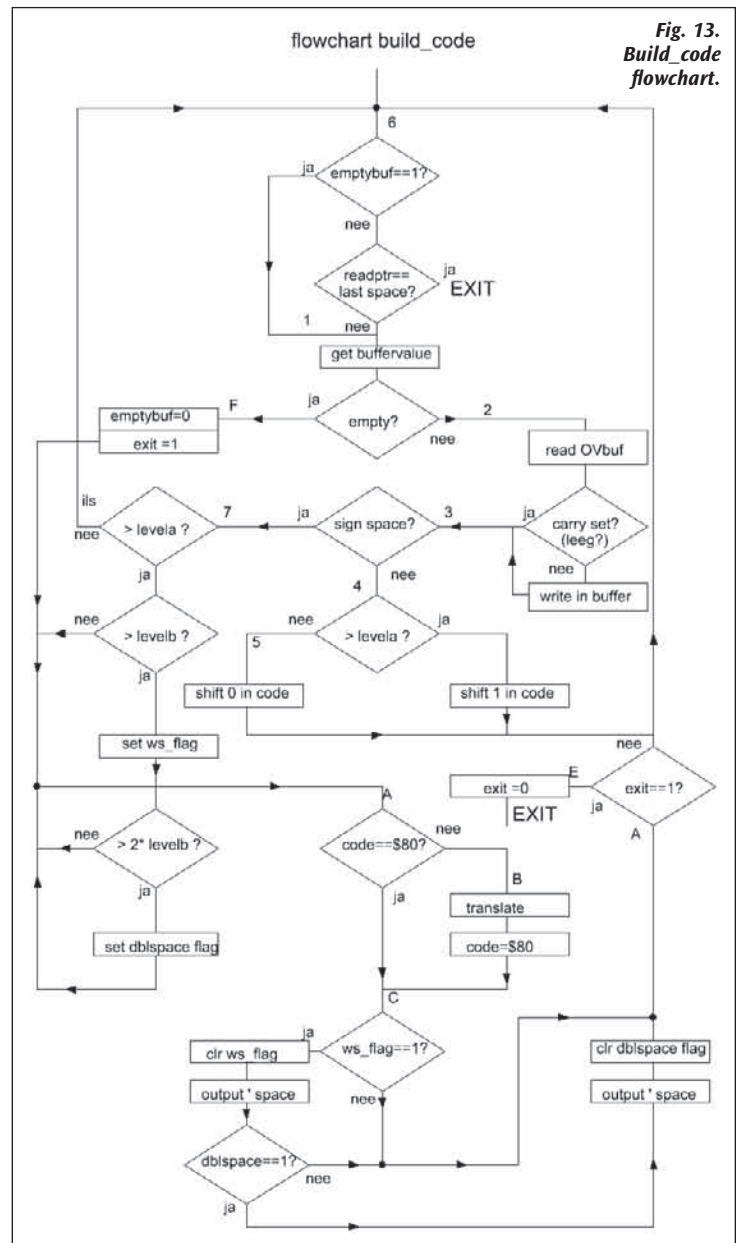 Fig. 13.
Build_code
flowchart.
flowchart build_code
6
ja
emptybuf==1?
nee
readptr==
last space?
ja
EXIT
1
nee
get buffervalue
emptybuf=0
exit =1
F
ja
empty?
nee
2
read OVbuf
ils
nee
> levela ?
7
ja
sign space?
3
ja
carry set?
(leeg?)
ja
nee
4
nee
write in buffer
nee
> levelb ?
ja
nee
5
> levela ?
ja
shift 0 in code
shift 1 in code
set ws_flag
nee
exit =0
E
EXIT
ja
exit==1?
A
A
nee
> 2* levelb ?
ja
code==$80?
nee
ja
B
translate
code=$80
set dblspace flag
C
ja
ws_flag==1?
nee
clr ws_flag
output ' space
clr dblspace flag
output ' space
dblspace==1?
nee
ja